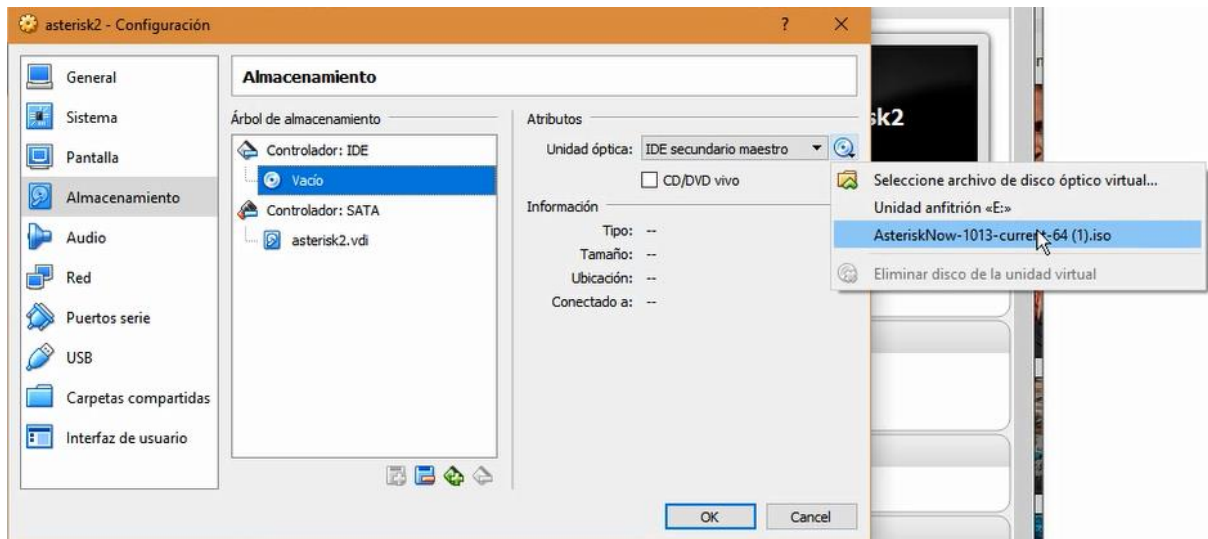 asterisk2 - Configuración
?
General
Sistema
Pantalla
Almacenamiento
Audio
Red
Puertos serie
USB
Carpetas compartidas
Interfaz de usuario
Almacenamiento
Árbol de almacenamiento
Controlador: IDE
Vacío
Controlador: SATA
asterisk2.vdi
Atributos
Unidad óptica: IDE secundario maestro
CD/DVD vivo
Información
Tipo: --
Tamaño: --
Ubicación: --
Conectado a: --
sk2
Seleccione archivo de disco óptico virtual...
Unidad anfitrión «E:»
AsteriskNow-1013-current-64 (1).iso
Eliminar disco de la unidad virtual
OK Cancel